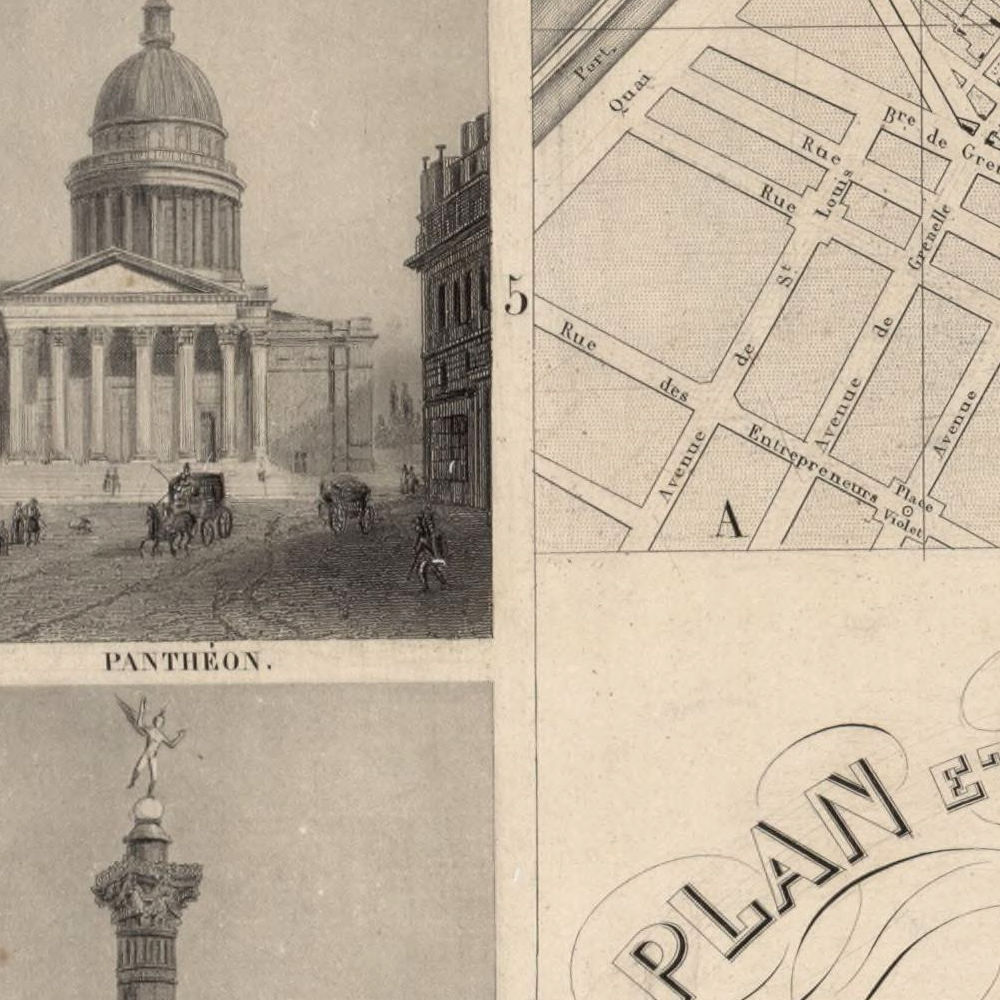 PANTHÉON.
5
Port.
Quai
Rue
Rue
Bre de Gren
Avenue de St Louis
Avenue de Grenelle
Avenue
Rue des Entrepreneurs
Place Violet
A
PLAN ET